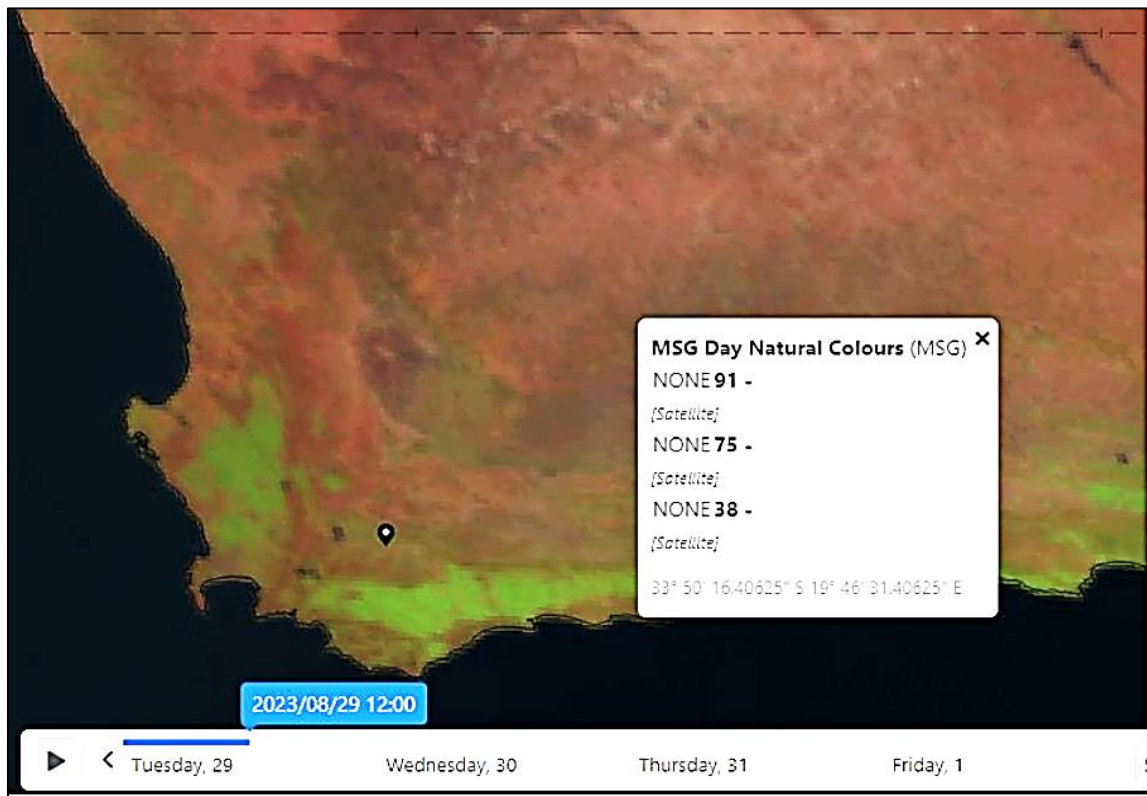 MSG Day Natural Colours (MSG) ×
NONE 91 -
[Satellite]
NONE 75 -
[Satellite]
NONE 38 -
[Satellite]
33° 50' 16.40625" S 19° 46' 31.40625" E
2023/08/29 12:00
Tuesday, 29 Wednesday, 30 Thursday, 31 Friday, 1 S